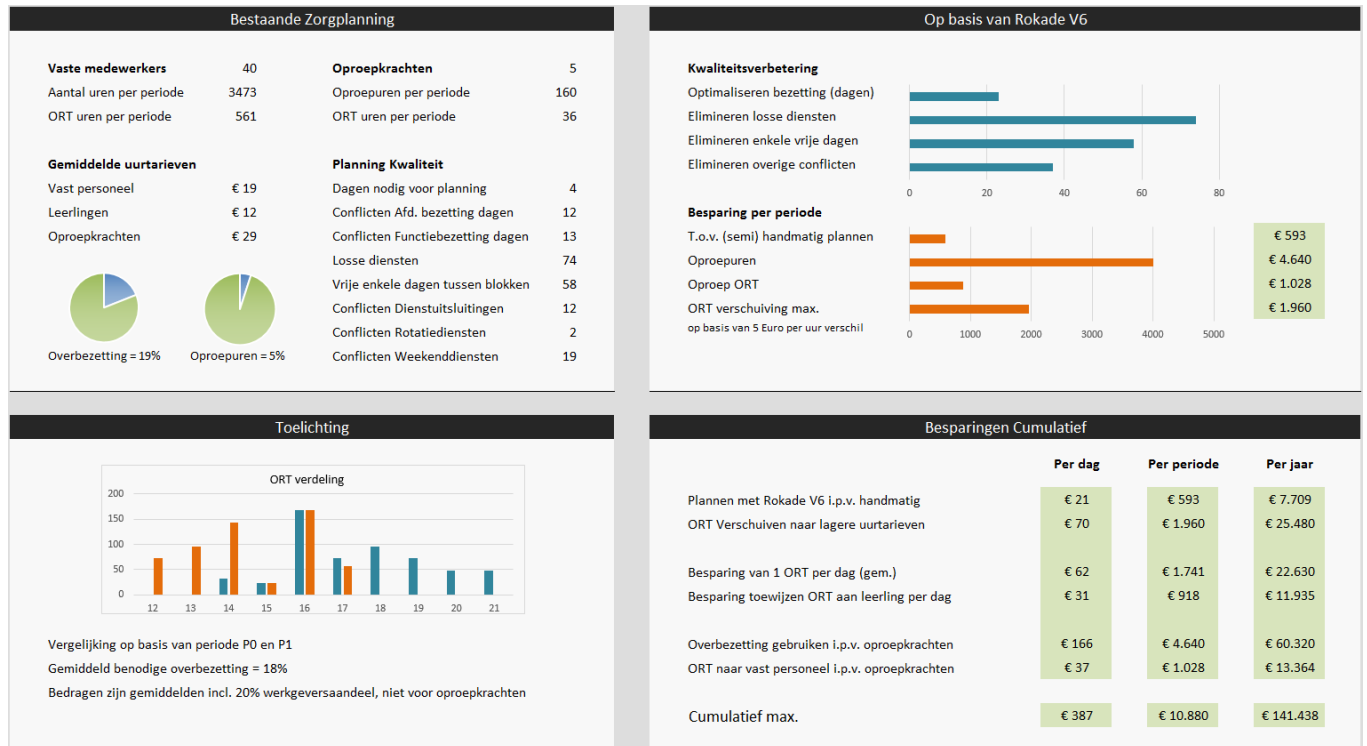 Bestaande Zorgplanning
Vaste medewerkers 40 Oproepkrachten 5
Aantal uren per periode 3473 Oproepuren per periode 160
ORT uren per periode 561 ORT uren per periode 36
Gemiddelde uurtarieven Planning Kwaliteit
Vast personeel € 19 Dagen nodig voor planning 4
Leerlingen € 12 Conflicten Afd. bezetting dagen 12
Oproepkrachten € 29 Conflicten Functiebezetting dagen 13
Losse diensten 74
Vrije enkele dagen tussen blokken 58
Conflicten Dienstuitsluitingen 12
Conflicten Rotatiediensten 2
Overbezetting = 19% Oproepuren = 5% Conflicten Weekenddiensten 19
Op basis van Rokade V6
Kwaliteitsverbetering
Optimaliseren bezetting (dagen)
Elimineren losse diensten
Elimineren enkele vrije dagen
Elimineren overige conflicten
0 20 40 60 80
Besparing per periode
T.o.v. (semi) handmatig plannen € 593
Oproepuren € 4.640
Oproep ORT € 1.028
ORT verschuiving max. € 1.960
op basis van 5 Euro per uur verschil
0 1000 2000 3000 4000 5000
Toelichting
ORT verdeling
200
150
100
50
0
12 13 14 15 16 17 18 19 20 21
Vergelijking op basis van periode P0 en P1
Gemiddeld benodige overbezetting = 18%
Bedragen zijn gemiddelden incl. 20% werkgeversaandeel, niet voor oproepkrachten
Besparingen Cumulatief
Per dag Per periode Per jaar
Plannen met Rokade V6 i.p.v. handmatig € 21 € 593 € 7.709
ORT Verschuiven naar lagere uurtarieven € 70 € 1.960 € 25.480
Besparing van 1 ORT per dag (gem.) € 62 € 1.741 € 22.630
Besparing toewijzen ORT aan leerling per dag € 31 € 918 € 11.935
Overbezetting gebruiken i.p.v. oproepkrachten € 166 € 4.640 € 60.320
ORT naar vast personeel i.p.v. oproepkrachten € 37 € 1.028 € 13.364
Cumulatief max. € 387 € 10.880 € 141.438